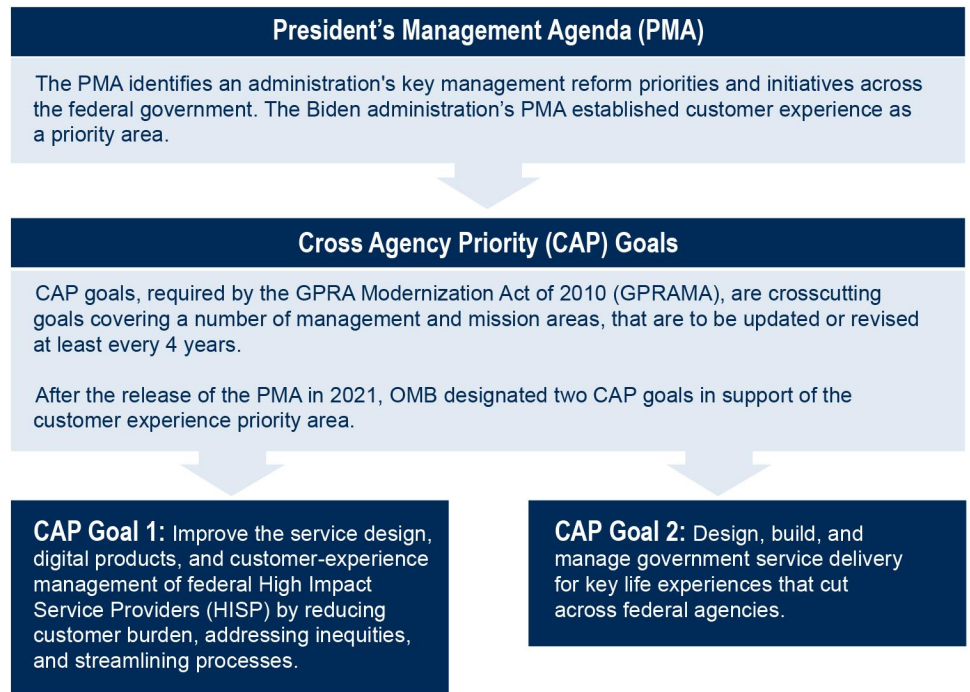 President’s Management Agenda (PMA)
The PMA identifies an administration's key management reform priorities and initiatives across
the federal government. The Biden administration’s PMA established customer experience as
a priority area.
Cross Agency Priority (CAP) Goals
CAP goals, required by the GPRA Modernization Act of 2010 (GPRAMA), are crosscutting
goals covering a number of management and mission areas, that are to be updated or revised
at least every 4 years.
After the release of the PMA in 2021, OMB designated two CAP goals in support of the
customer experience priority area.
CAP Goal 1: Improve the service design,
digital products, and customer-experience
management of federal High Impact
Service Providers (HISP) by reducing
customer burden, addressing inequities,
and streamlining processes.
CAP Goal 2: Design, build, and
manage government service delivery
for key life experiences that cut
across federal agencies.